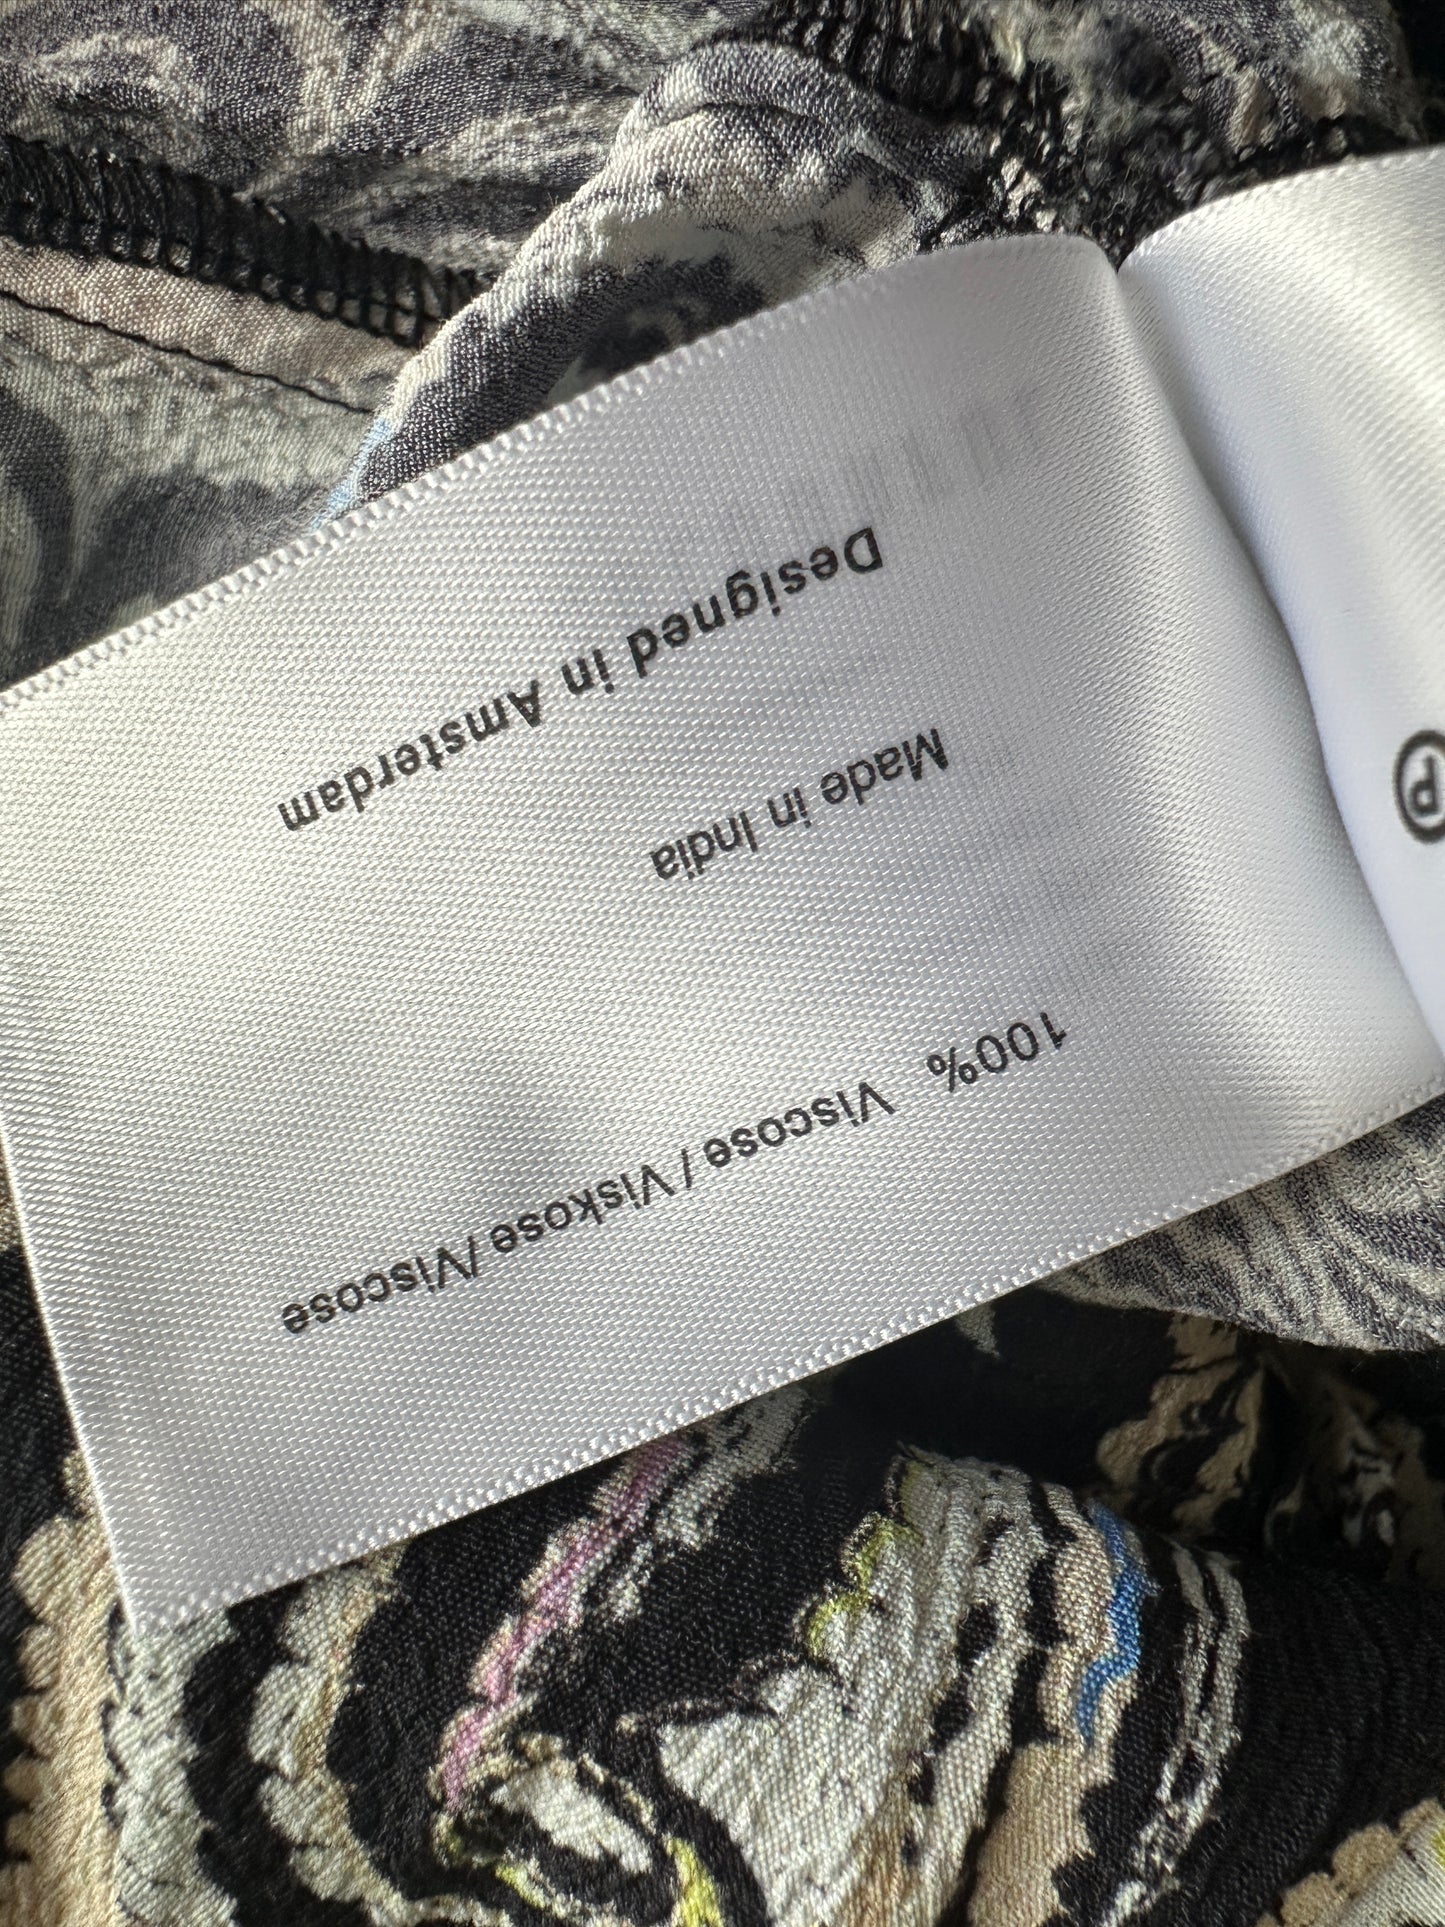 Designed in Amsterdam
Made in India
100% Viscose / Viskose /Viscose
P